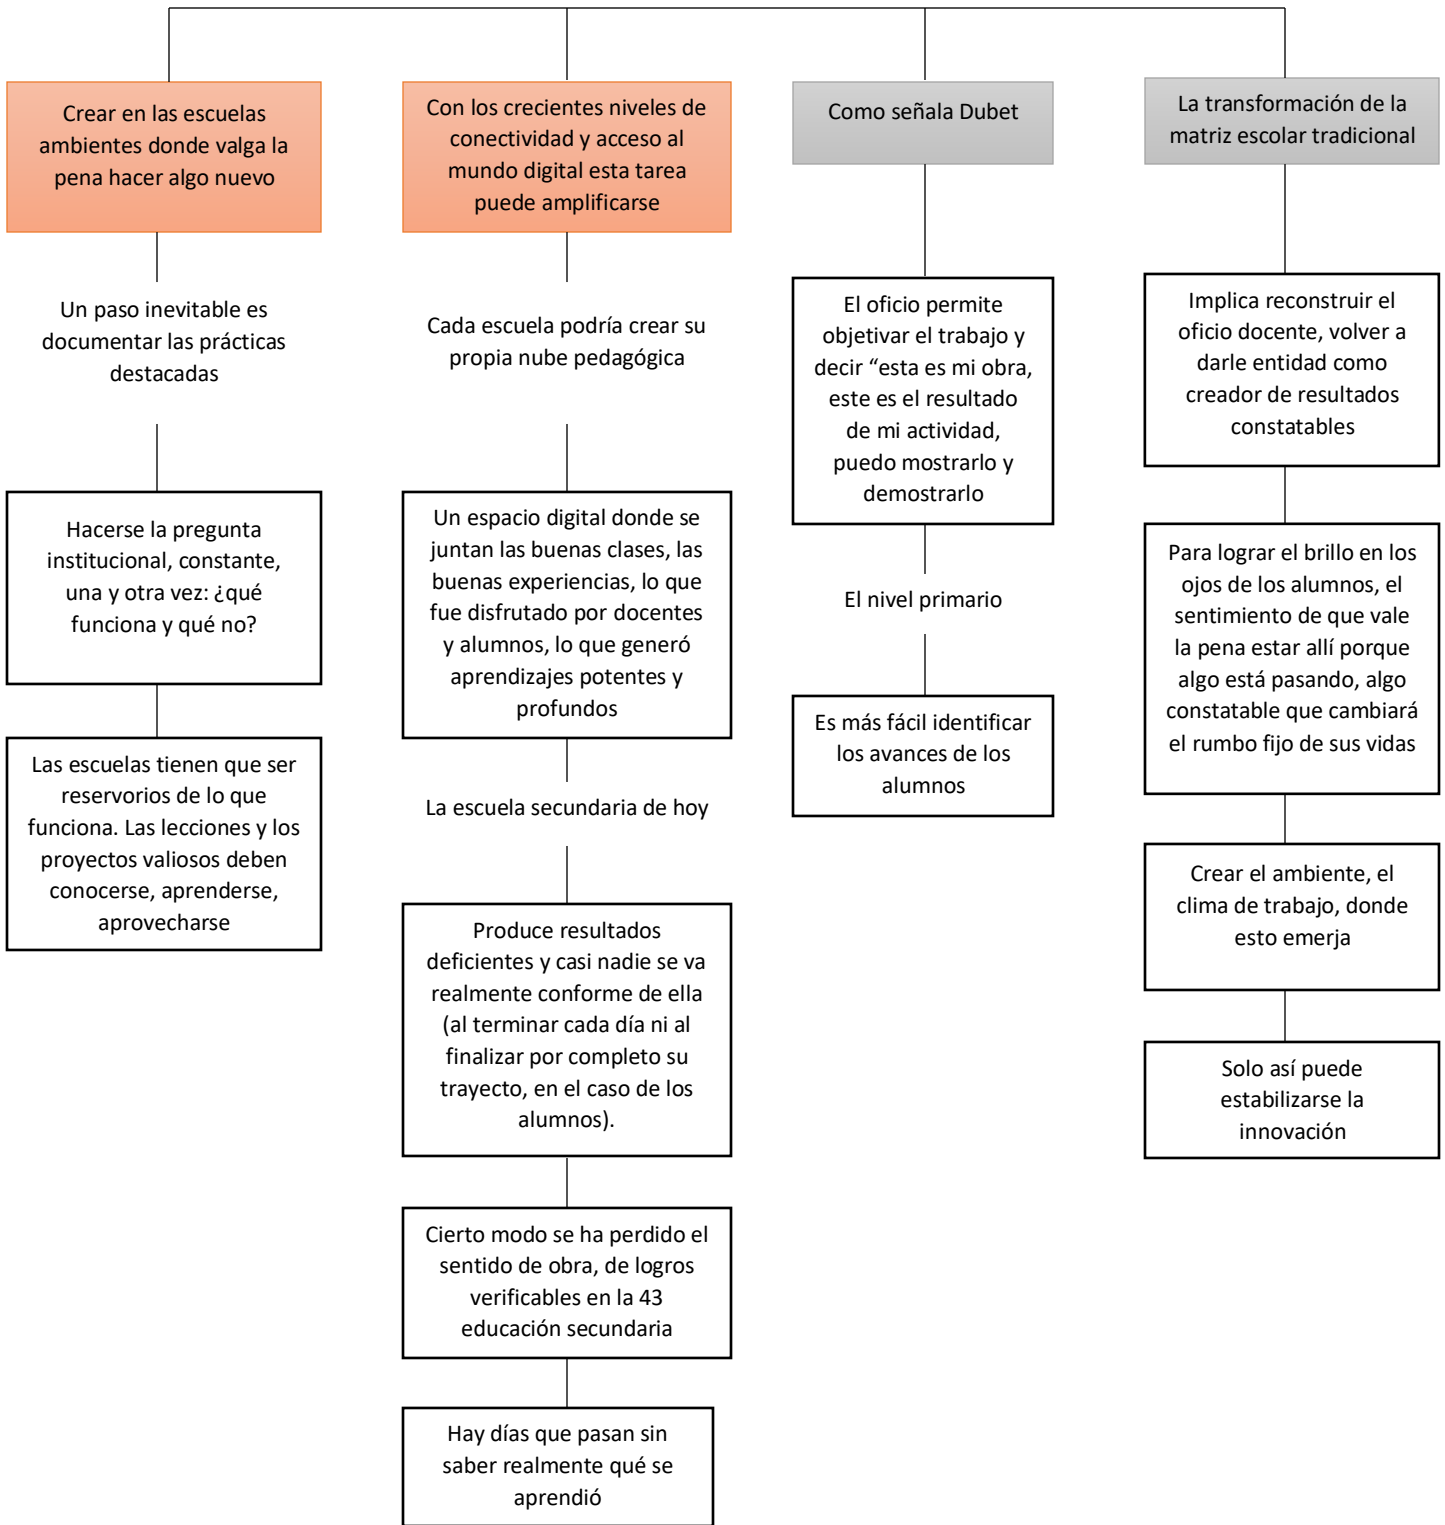 Crear en las escuelas
ambientes donde valga la
pena hacer algo nuevo
Un paso inevitable es
documentar las prácticas
destacadas
Hacerse la pregunta
institucional, constante,
una y otra vez: ¿qué
funciona y qué no?
Las escuelas tienen que ser
reservorios de lo que
funciona. Las lecciones y los
proyectos valiosos deben
conocerse, aprenderse,
aprovecharse
Con los crecientes niveles de
conectividad y acceso al
mundo digital esta tarea
puede amplificarse
Cada escuela podría crear su
propia nube pedagógica
Un espacio digital donde se
juntan las buenas clases, las
buenas experiencias, lo que
fue disfrutado por docentes
y alumnos, lo que generó
aprendizajes potentes y
profundos
La escuela secundaria de hoy
Produce resultados
deficientes y casi nadie se va
realmente conforme de ella
(al terminar cada día ni al
finalizar por completo su
trayecto, en el caso de los
alumnos).
Cierto modo se ha perdido el
sentido de obra, de logros
verificables en la 43
educación secundaria
Hay días que pasan sin
saber realmente qué se
aprendió
Como señala Dubet
El oficio permite
objetivar el trabajo y
decir “esta es mi obra,
este es el resultado
de mi actividad,
puedo mostrarlo y
demostrarlo
El nivel primario
Es más fácil identificar
los avances de los
alumnos
La transformación de la
matriz escolar tradicional
Implica reconstruir el
oficio docente, volver a
darle entidad como
creador de resultados
constatables
Para lograr el brillo en los
ojos de los alumnos, el
sentimiento de que vale
la pena estar allí porque
algo está pasando, algo
constatable que cambiará
el rumbo fijo de sus vidas
Crear el ambiente, el
clima de trabajo, donde
esto emerja
Solo así puede
estabilizarse la
innovación